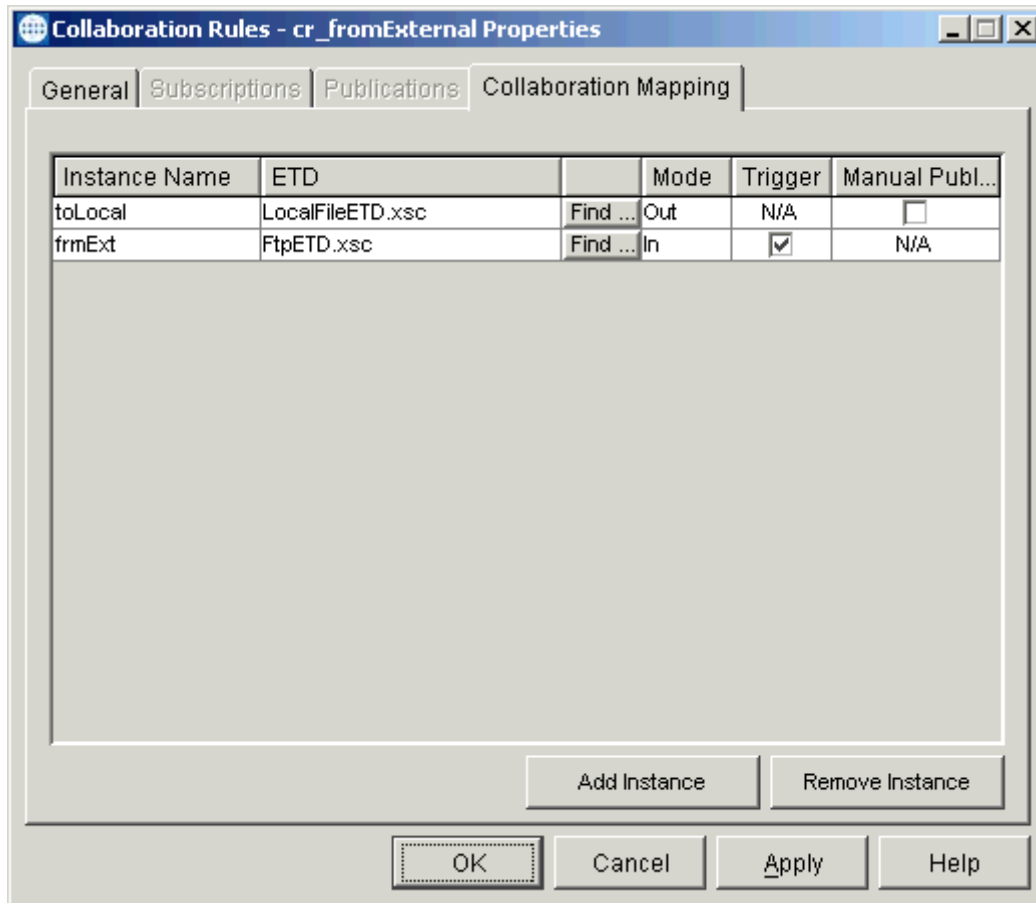 Collaboration Rules - cr_fromExternal Properties
General Subscriptions Publications Collaboration Mapping
Instance Name ETD Mode Trigger Manual Publ...
toLocal LocalFileETD.xsc Find ... Out N/A
frmExt FtpETD.xsc Find ... In N/A
Add Instance Remove Instance
OK Cancel Apply Help